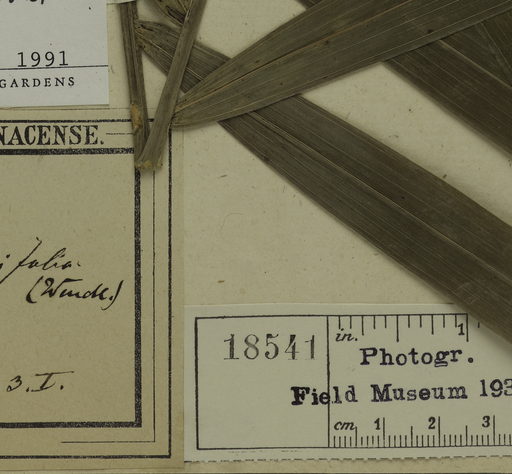 1991
GARDENS
NACENSE.
folia.
(Wendl.)
3. I.
18541
in. 1
Photogr.
Field Museum 193
cm 1 2 3